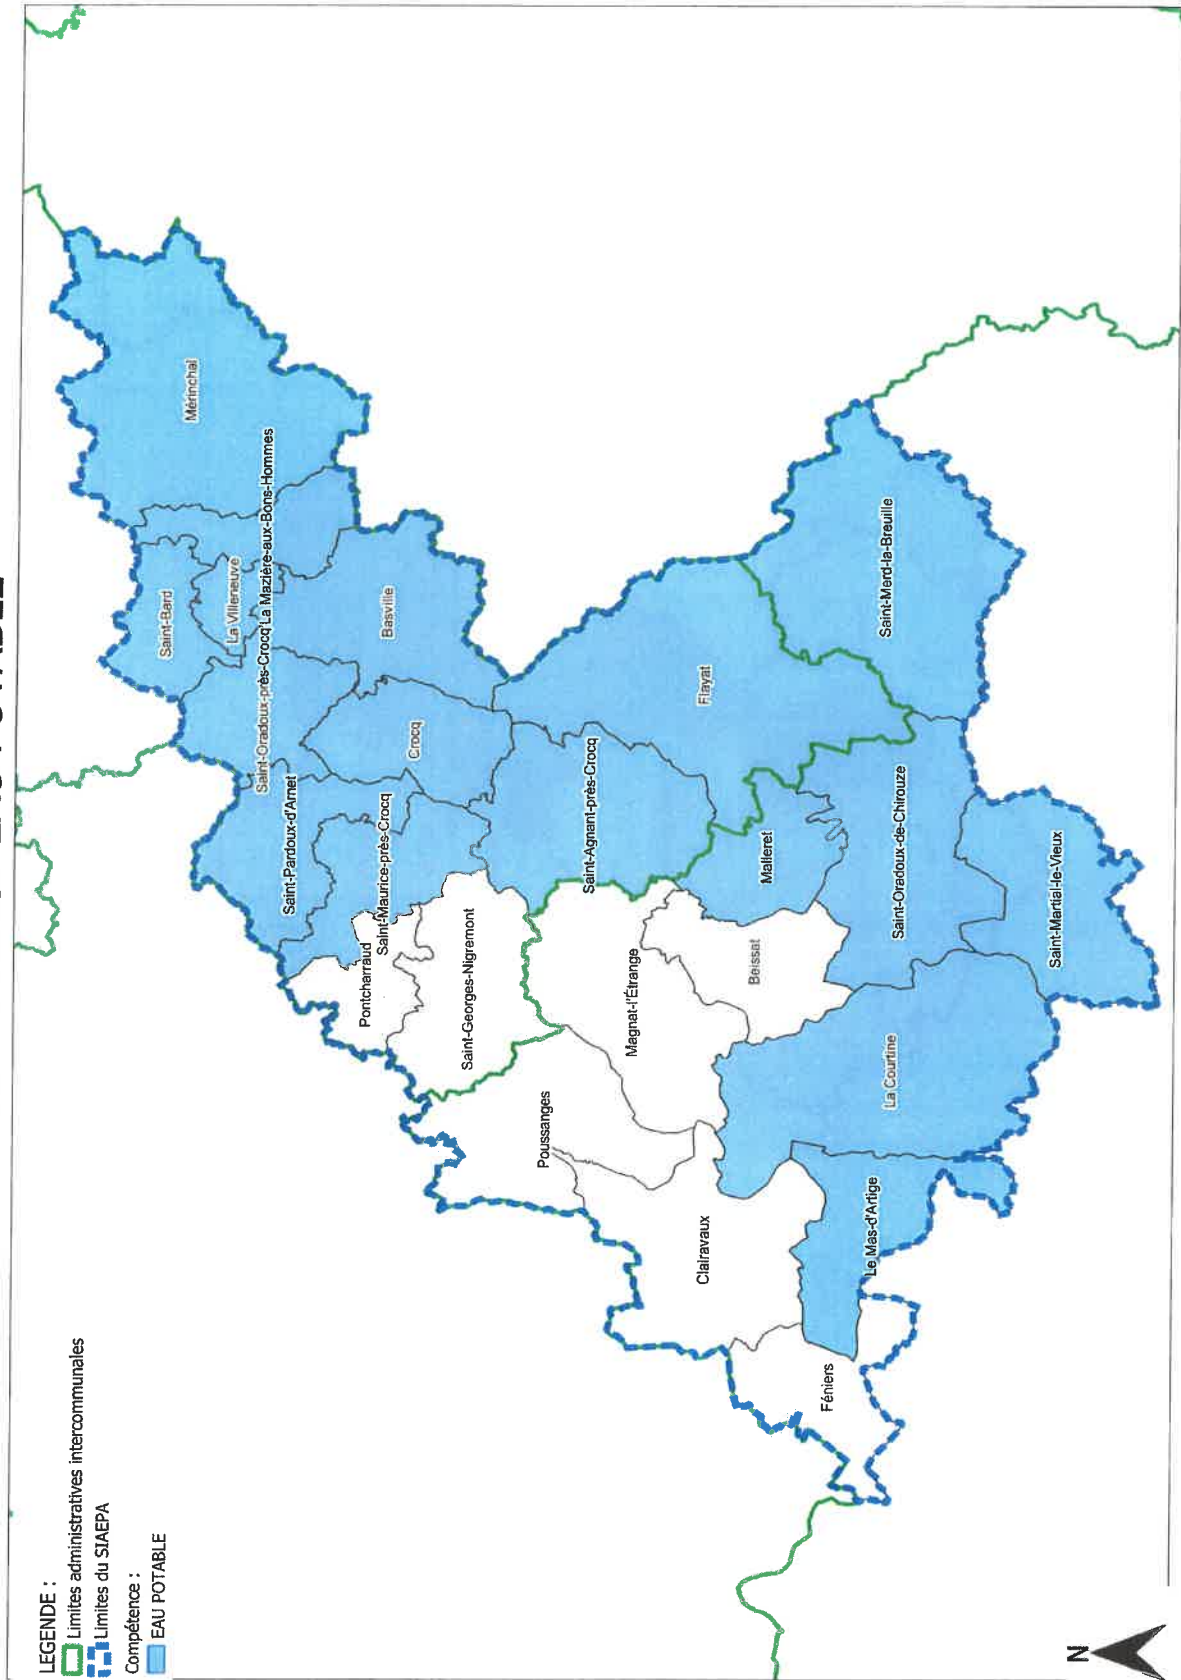 LEGENDE :
Limites administratives intercommunales
Limites du SIAEPA
Compétence :
EAU POTABLE
Mérinchal
Saint-Bard
La Villeneuve
La Mazière-aux-Bons-Hommes
Saint-Oradoux-près-Crocq
Basville
Saint-Pardoux-d'Arnet
Crocq
Saint-Maurice-près-Crocq
Pontcharraud
Saint-Georges-Nigremont
Saint-Agnant-près-Crocq
Flayat
Saint-Merd-la-Breuille
Poussanges
Magnat-l'Étrange
Malleret
Beissat
Saint-Oradoux-de-Chirouze
Clairavaux
La Courtine
Saint-Martial-le-Vieux
Le Mas-d'Artige
Féniers
N